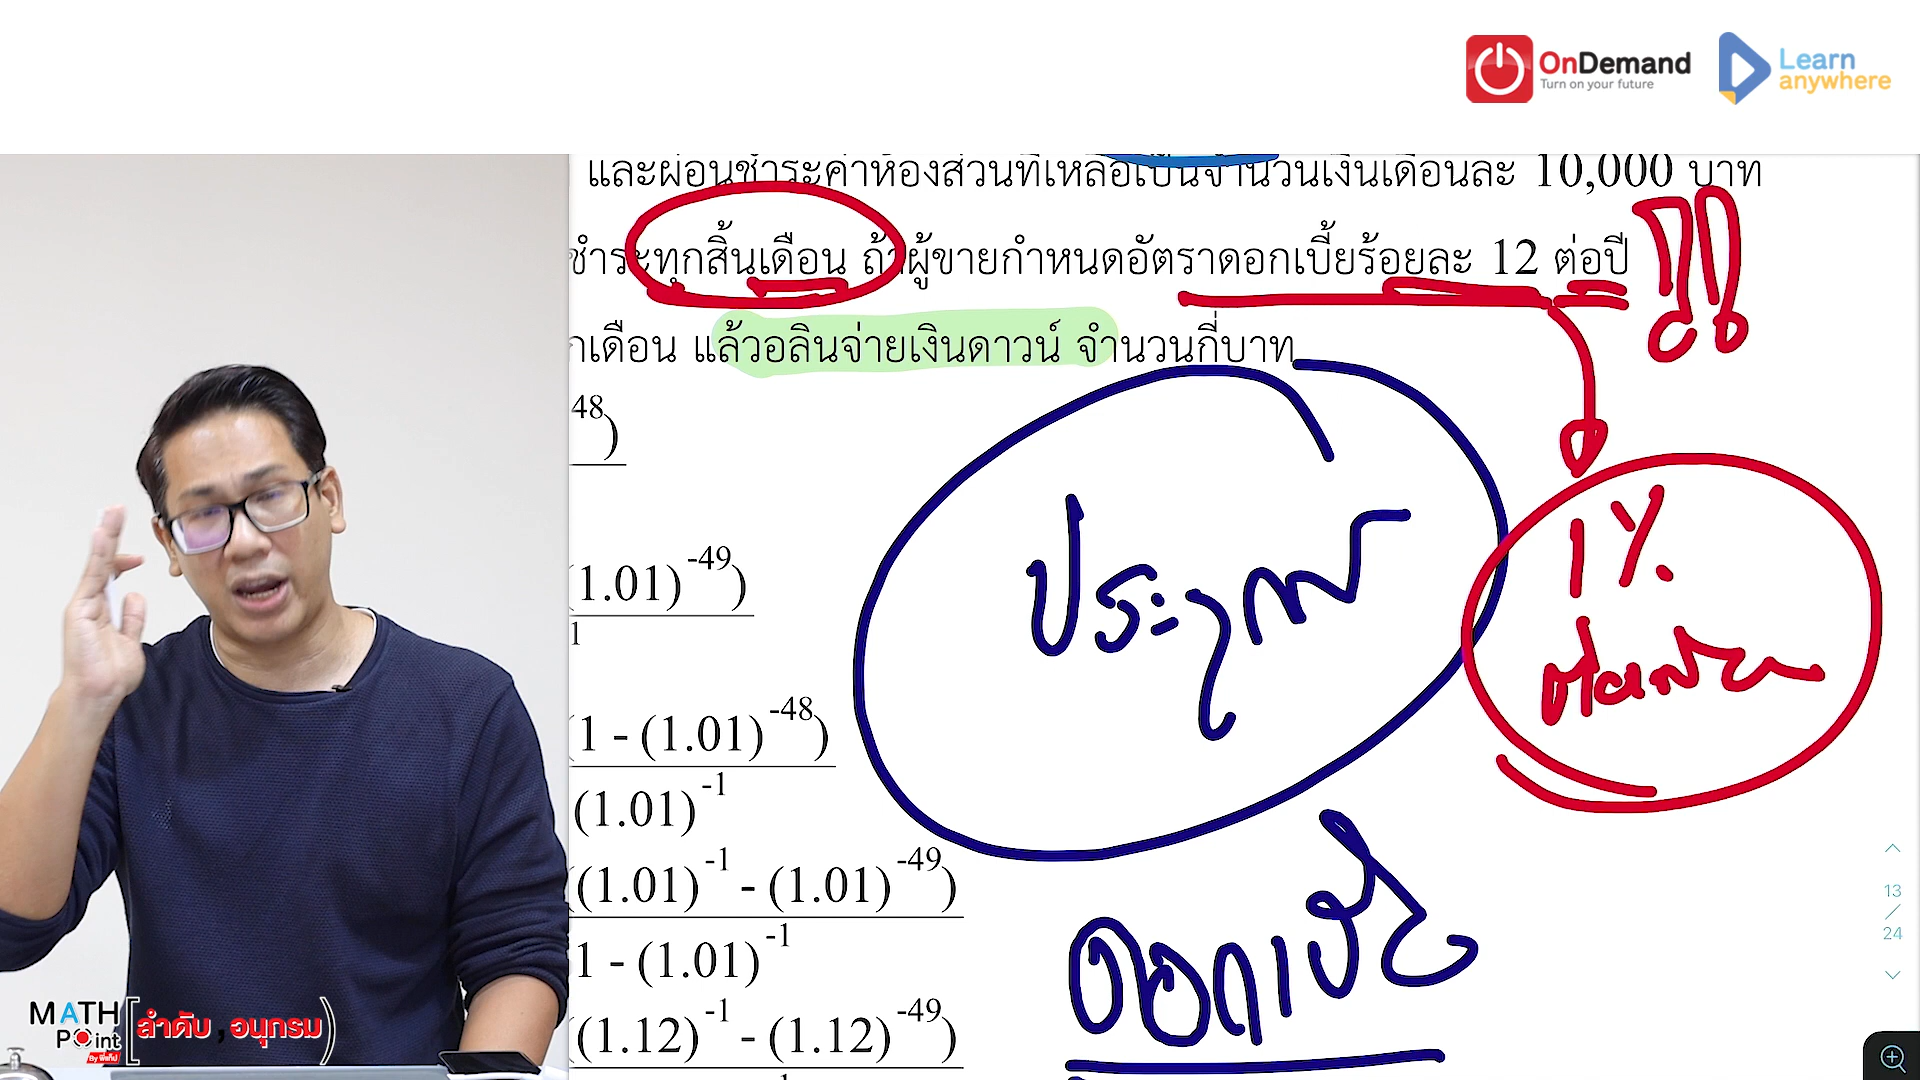 OnDemand
Turn on your future
Learn
anywhere
และผ่อนชำระค่าห้องส่วนที่เหลือเป็นจำนวนเงินเดือนละ 10,000 บาท
ชำระทุกสิ้นเดือน ถ้าผู้ขายกำหนดอัตราดอกเบี้ยร้อยละ 12 ต่อปี
กเดือน แล้วอลินจ่ายเงินดาวน์ จำนวนกี่บาท
48)
(1.01)^-49)
1
(1 - (1.01)^-48)
(1.01)^-1
((1.01)^-1 - (1.01)^-49)
1 - (1.01)^-1
((1.12)^-1 - (1.12)^-49)
ประยุกต์
1%
ต่อเดือน
ดอกเบี้ย
13
/
24
MATH
Point
By พี่แท็ป
[ลำดับ , อนุกรม)